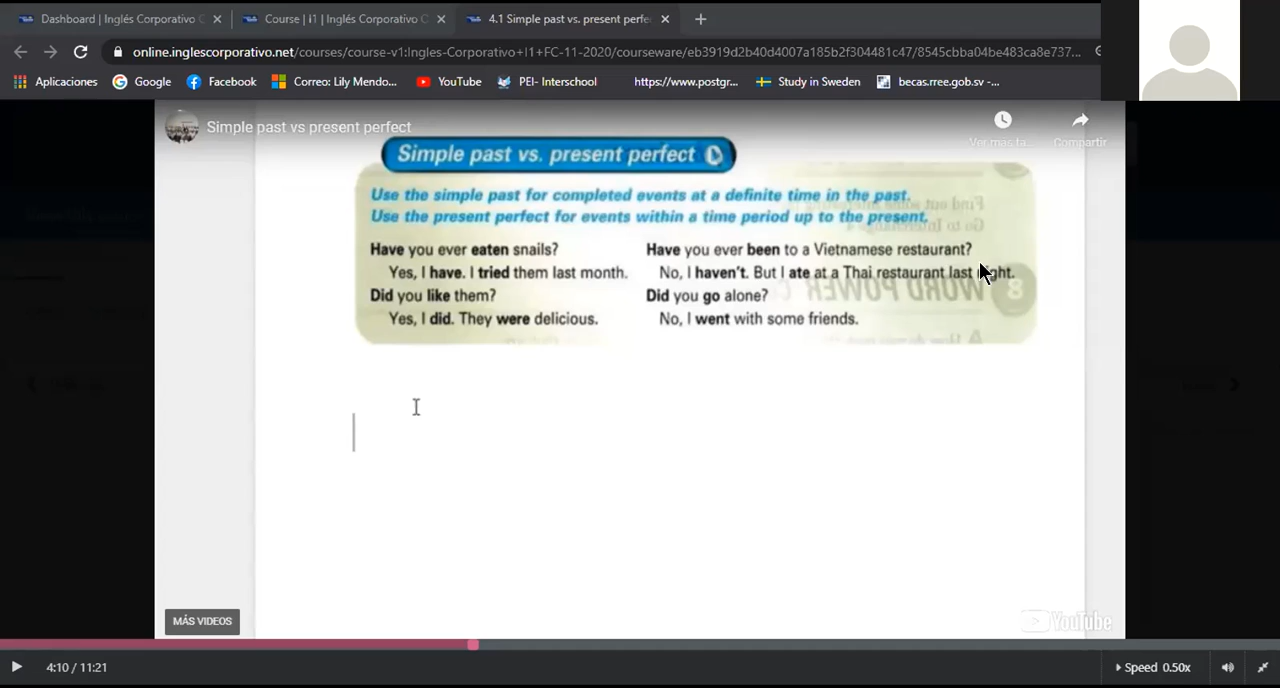 Dashboard | Inglés Corporativo
Course | I1 | Inglés Corporativo
4.1 Simple past vs. present perfe
online.inglescorporativo.net/courses/course-v1:Ingles-Corporativo+I1+FC-11-2020/courseware/eb3919d2b40d4007a185b2f304481c47/8545cbba04be483ca8e737...
Aplicaciones Google Facebook Correo: Lily Mendo... YouTube PEI- Interschool https://www.postgr... Study in Sweden becas.rree.gob.sv -...
Simple past vs present perfect
Ver más ta... Compartir
Simple past vs. present perfect
Use the simple past for completed events at a definite time in the past.
Use the present perfect for events within a time period up to the present.
Have you ever eaten snails?
Yes, I have. I tried them last month.
Did you like them?
Yes, I did. They were delicious.
Have you ever been to a Vietnamese restaurant?
No, I haven't. But I ate at a Thai restaurant last night.
Did you go alone?
No, I went with some friends.
MÁS VIDEOS
YouTube
4:10 / 11:21
Speed 0.50x